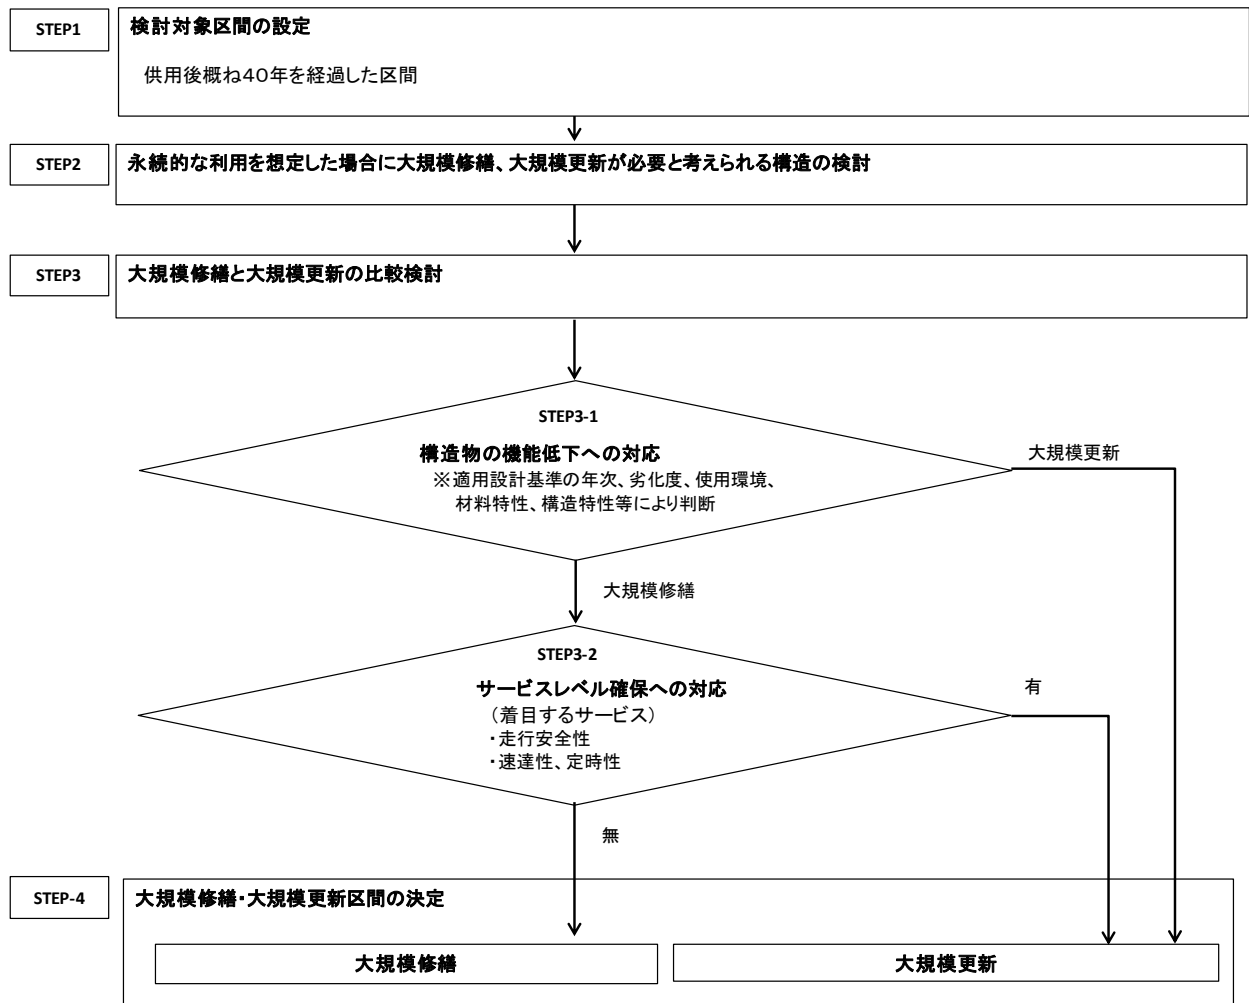 STEP1
検討対象区間の設定
供用後概ね40年を経過した区間
STEP2
永続的な利用を想定した場合に大規模修繕、大規模更新が必要と考えられる構造の検討
STEP3
大規模修繕と大規模更新の比較検討
STEP3-1
構造物の機能低下への対応
※適用設計基準の年次、劣化度、使用環境、
材料特性、構造特性等により判断
大規模更新
大規模修繕
STEP3-2
サービスレベル確保への対応
(着目するサービス)
・走行安全性
・速達性、定時性
有
無
STEP-4
大規模修繕・大規模更新区間の決定
大規模修繕
大規模更新